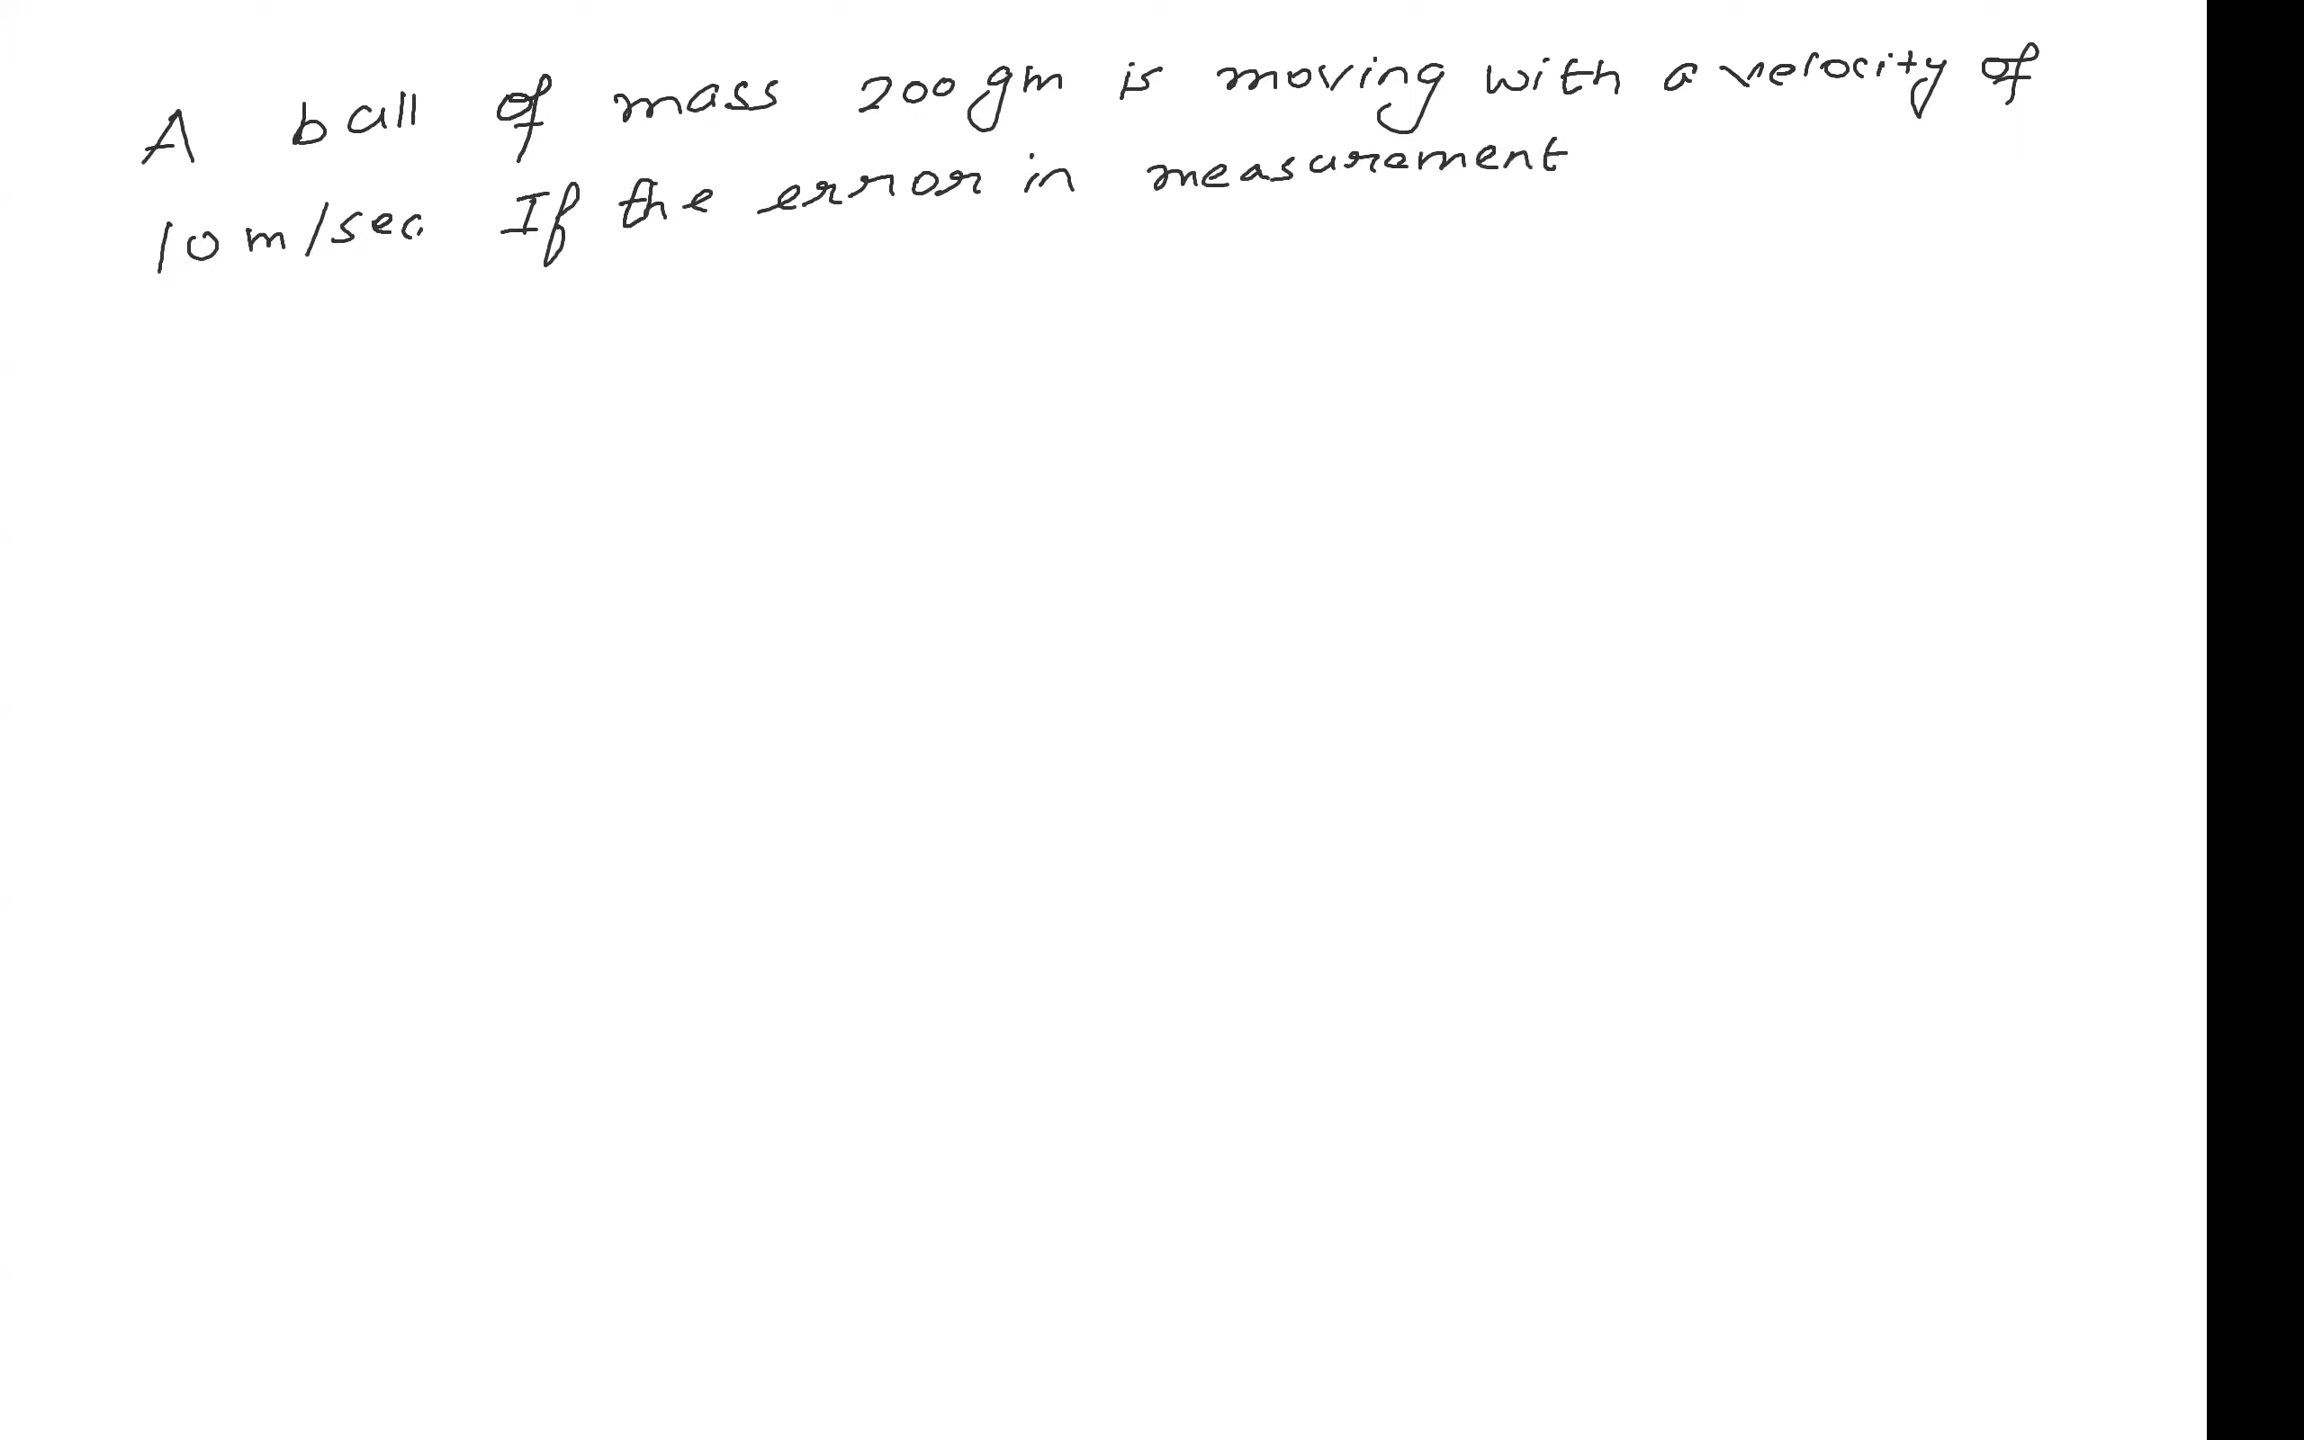 A ball of mass 200 gm is moving with a velocity of
10 m/sec. If the error in measurement